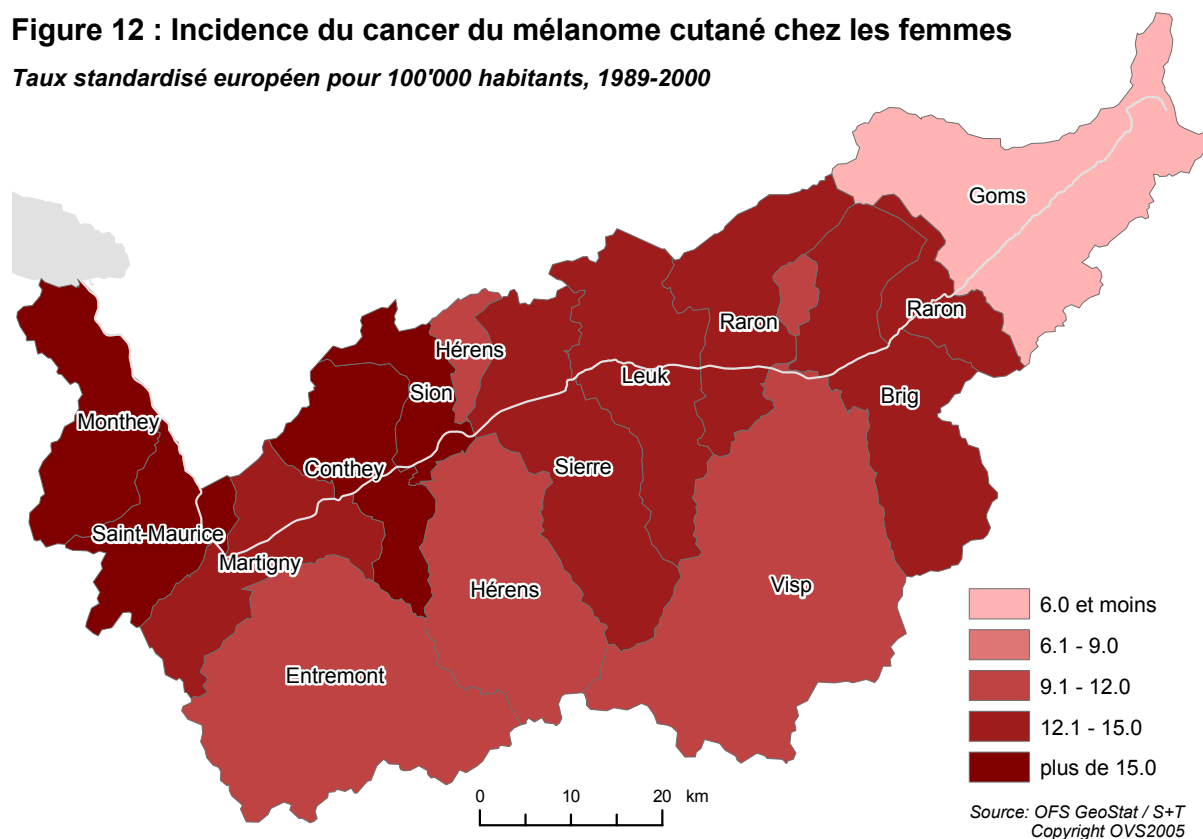 Figure 12 : Incidence du cancer du mélanome cutané chez les femmes
Taux standardisé européen pour 100'000 habitants, 1989-2000
Goms
Raron
Raron
Hérens
Leuk
Sion
Brig
Monthey
Conthey
Sierre
Saint-Maurice
Martigny
Hérens
Visp
Entremont
6.0 et moins
6.1 - 9.0
9.1 - 12.0
12.1 - 15.0
plus de 15.0
0 10 20 km
Source: OFS GeoStat / S+T
Copyright OVS2005